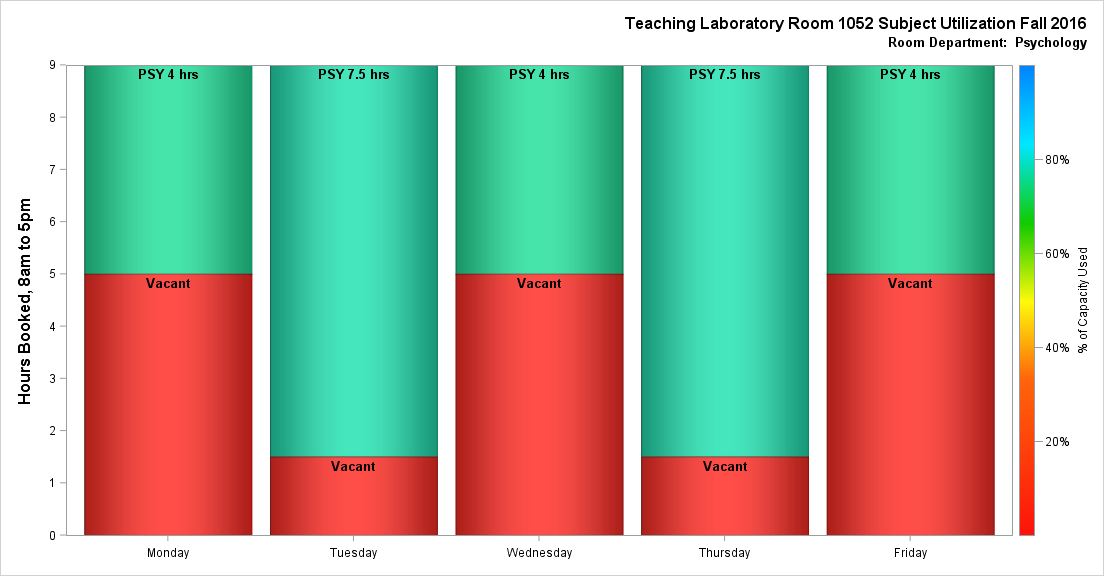 Teaching Laboratory Room 1052 Subject Utilization Fall 2016
Room Department:  Psychology
9
8
7
6
5
4
3
2
1
0
Hours Booked, 8am to 5pm
PSY 4 hrs
PSY 7.5 hrs
PSY 4 hrs
PSY 7.5 hrs
PSY 4 hrs
Vacant
Vacant
Vacant
Vacant
Vacant
Monday
Tuesday
Wednesday
Thursday
Friday
80%
60%
40%
20%
% of Capacity Used